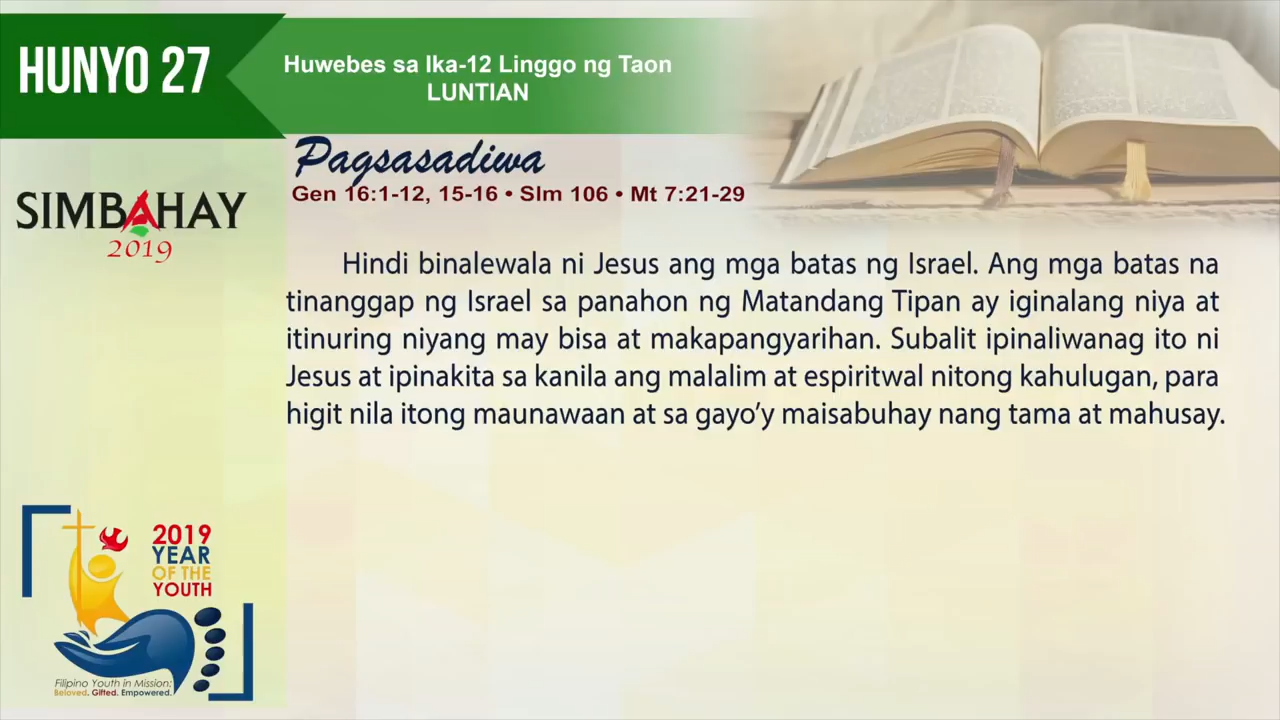 HUNYO 27
Huwebes sa Ika-12 Linggo ng Taon
LUNTIAN
Pagsasadiwa
Gen 16:1-12, 15-16 • Slm 106 • Mt 7:21-29
SIMBAHAY
2019
Hindi binalewala ni Jesus ang mga batas ng Israel. Ang mga batas na
tinanggap ng Israel sa panahon ng Matandang Tipan ay iginalang niya at
itinuring niyang may bisa at makapangyarihan. Subalit ipinaliwanag ito ni
Jesus at ipinakita sa kanila ang malalim at espiritwal nitong kahulugan, para
higit nila itong maunawaan at sa gayo’y maisabuhay nang tama at mahusay.
2019
YEAR
OF THE
YOUTH
Filipino Youth in Mission:
Beloved. Gifted. Empowered.